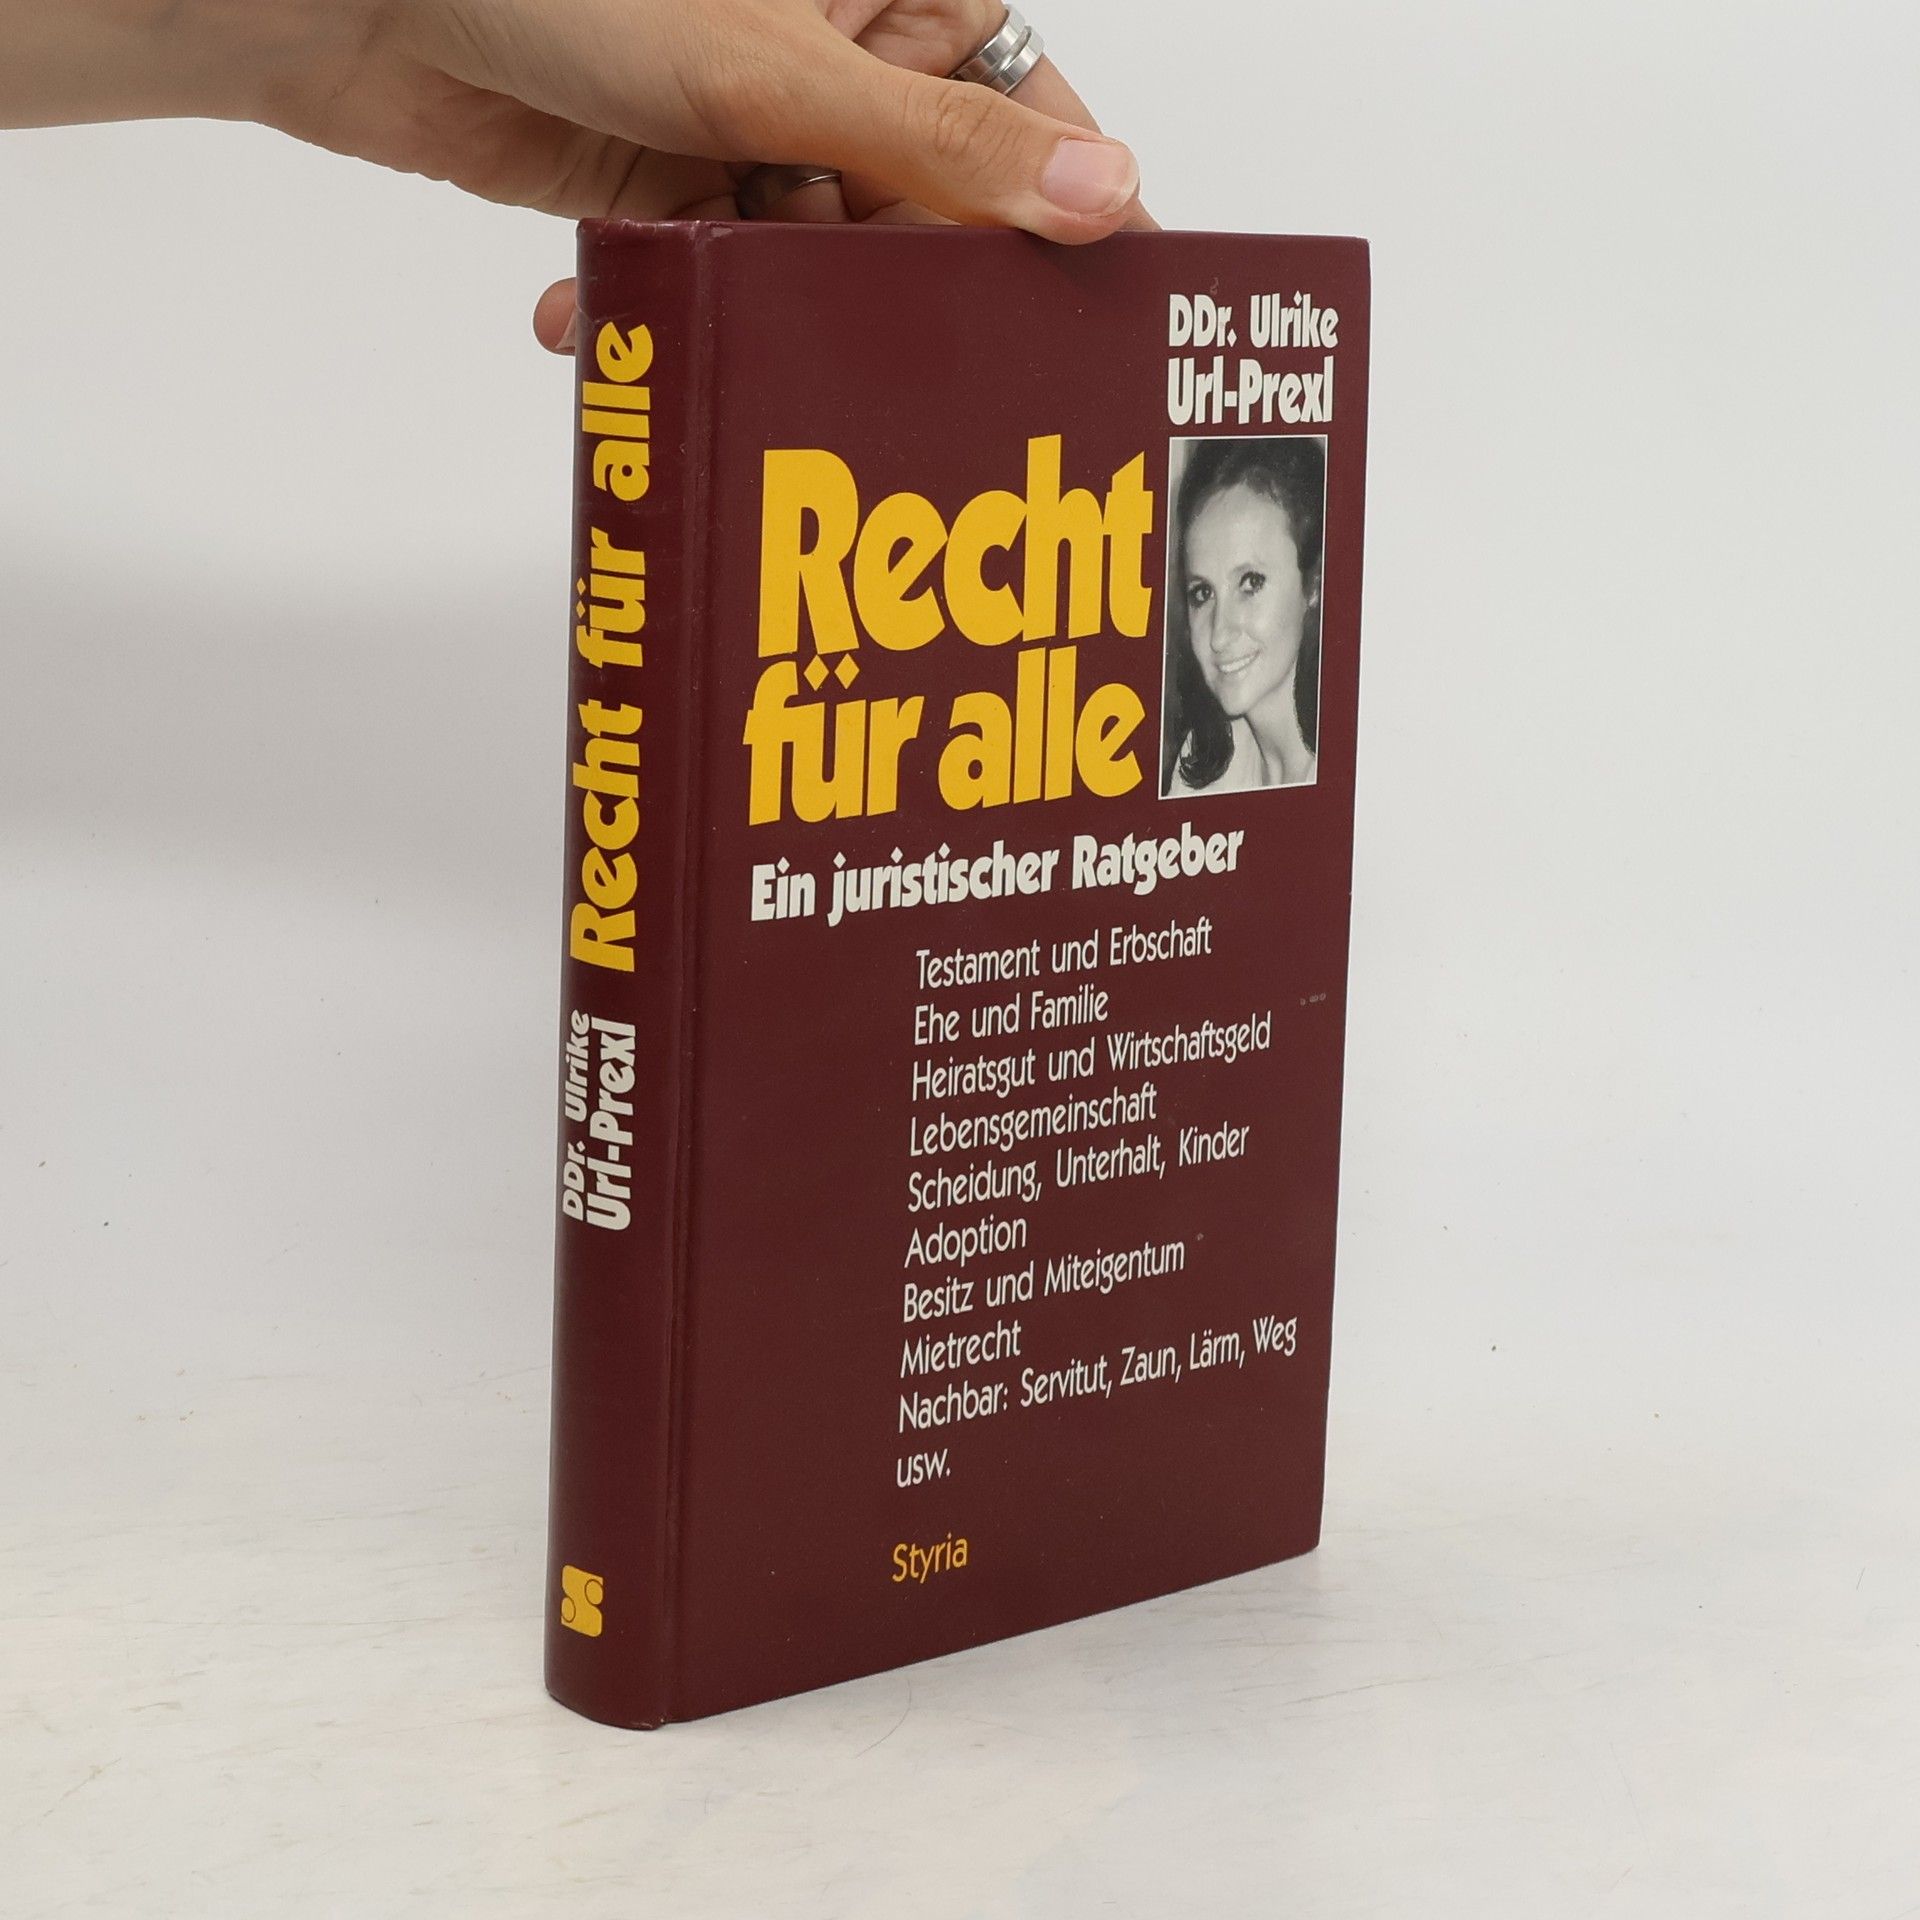 Recht für alle
DDr. Ulrike
Url-Prexl
DDr. Ulrike
Url-Prexl
Recht
für alle
Ein juristischer Ratgeber
Testament und Erbschaft
Ehe und Familie
Heiratsgut und Wirtschaftsgeld
Lebensgemeinschaft
Scheidung, Unterhalt, Kinder
Adoption
Besitz und Miteigentum
Mietrecht
Nachbar: Servitut, Zaun, Lärm, Weg
usw.
Styria